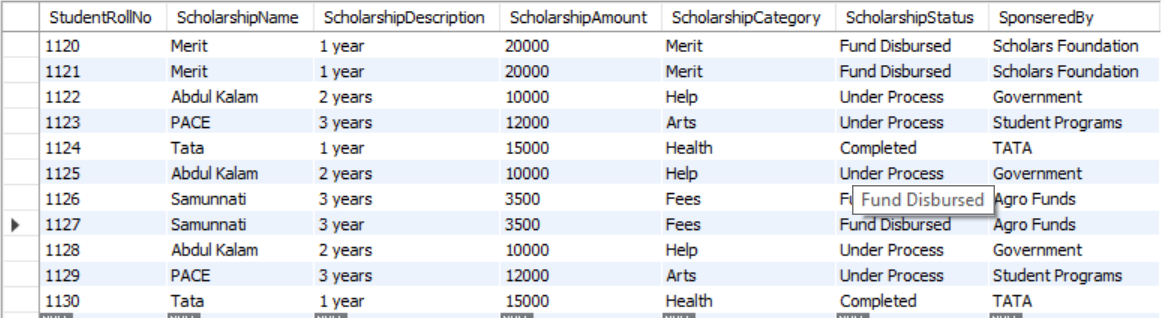 StudentRollNo ScholarshipName ScholarshipDescription ScholarshipAmount ScholarshipCategory ScholarshipStatus SponseredBy
1120 Merit 1 year 20000 Merit Fund Disbursed Scholars Foundation
1121 Merit 1 year 20000 Merit Fund Disbursed Scholars Foundation
1122 Abdul Kalam 2 years 10000 Help Under Process Government
1123 PACE 3 years 12000 Arts Under Process Student Programs
1124 Tata 1 year 15000 Health Completed TATA
1125 Abdul Kalam 2 years 10000 Help Under Process Government
1126 Samunnati 3 years 3500 Fees Fund Disbursed Agro Funds
1127 Samunnati 3 year 3500 Fees Fund Disbursed Agro Funds
1128 Abdul Kalam 2 years 10000 Help Under Process Government
1129 PACE 3 years 12000 Arts Under Process Student Programs
1130 Tata 1 year 15000 Health Completed TATA